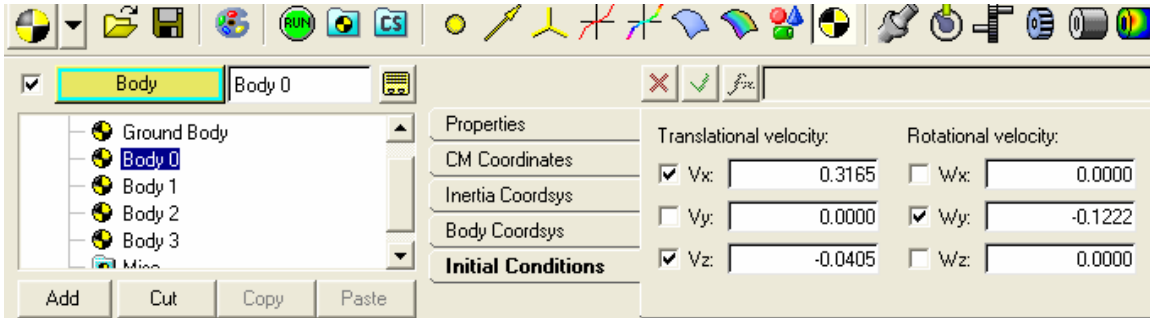 RUN CS
Body Body 0
fx
Ground Body
Body 0
Body 1
Body 2
Body 3
Misc
Add Cut Copy Paste
Properties
CM Coordinates
Inertia Coordsys
Body Coordsys
Initial Conditions
Translational velocity: Rotational velocity:
Vx: 0.3165 Wx: 0.0000
Vy: 0.0000 Wy: -0.1222
Vz: -0.0405 Wz: 0.0000